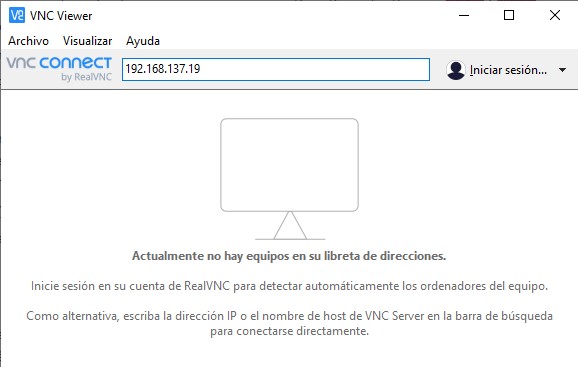 VNC Viewer
Archivo Visualizar Ayuda
vnc connect
by RealVNC
192.168.137.19
Iniciar sesión...
Actualmente no hay equipos en su libreta de direcciones.
Inicie sesión en su cuenta de RealVNC para detectar automáticamente los ordenadores del equipo.
Como alternativa, escriba la dirección IP o el nombre de host de VNC Server en la barra de búsqueda
para conectarse directamente.